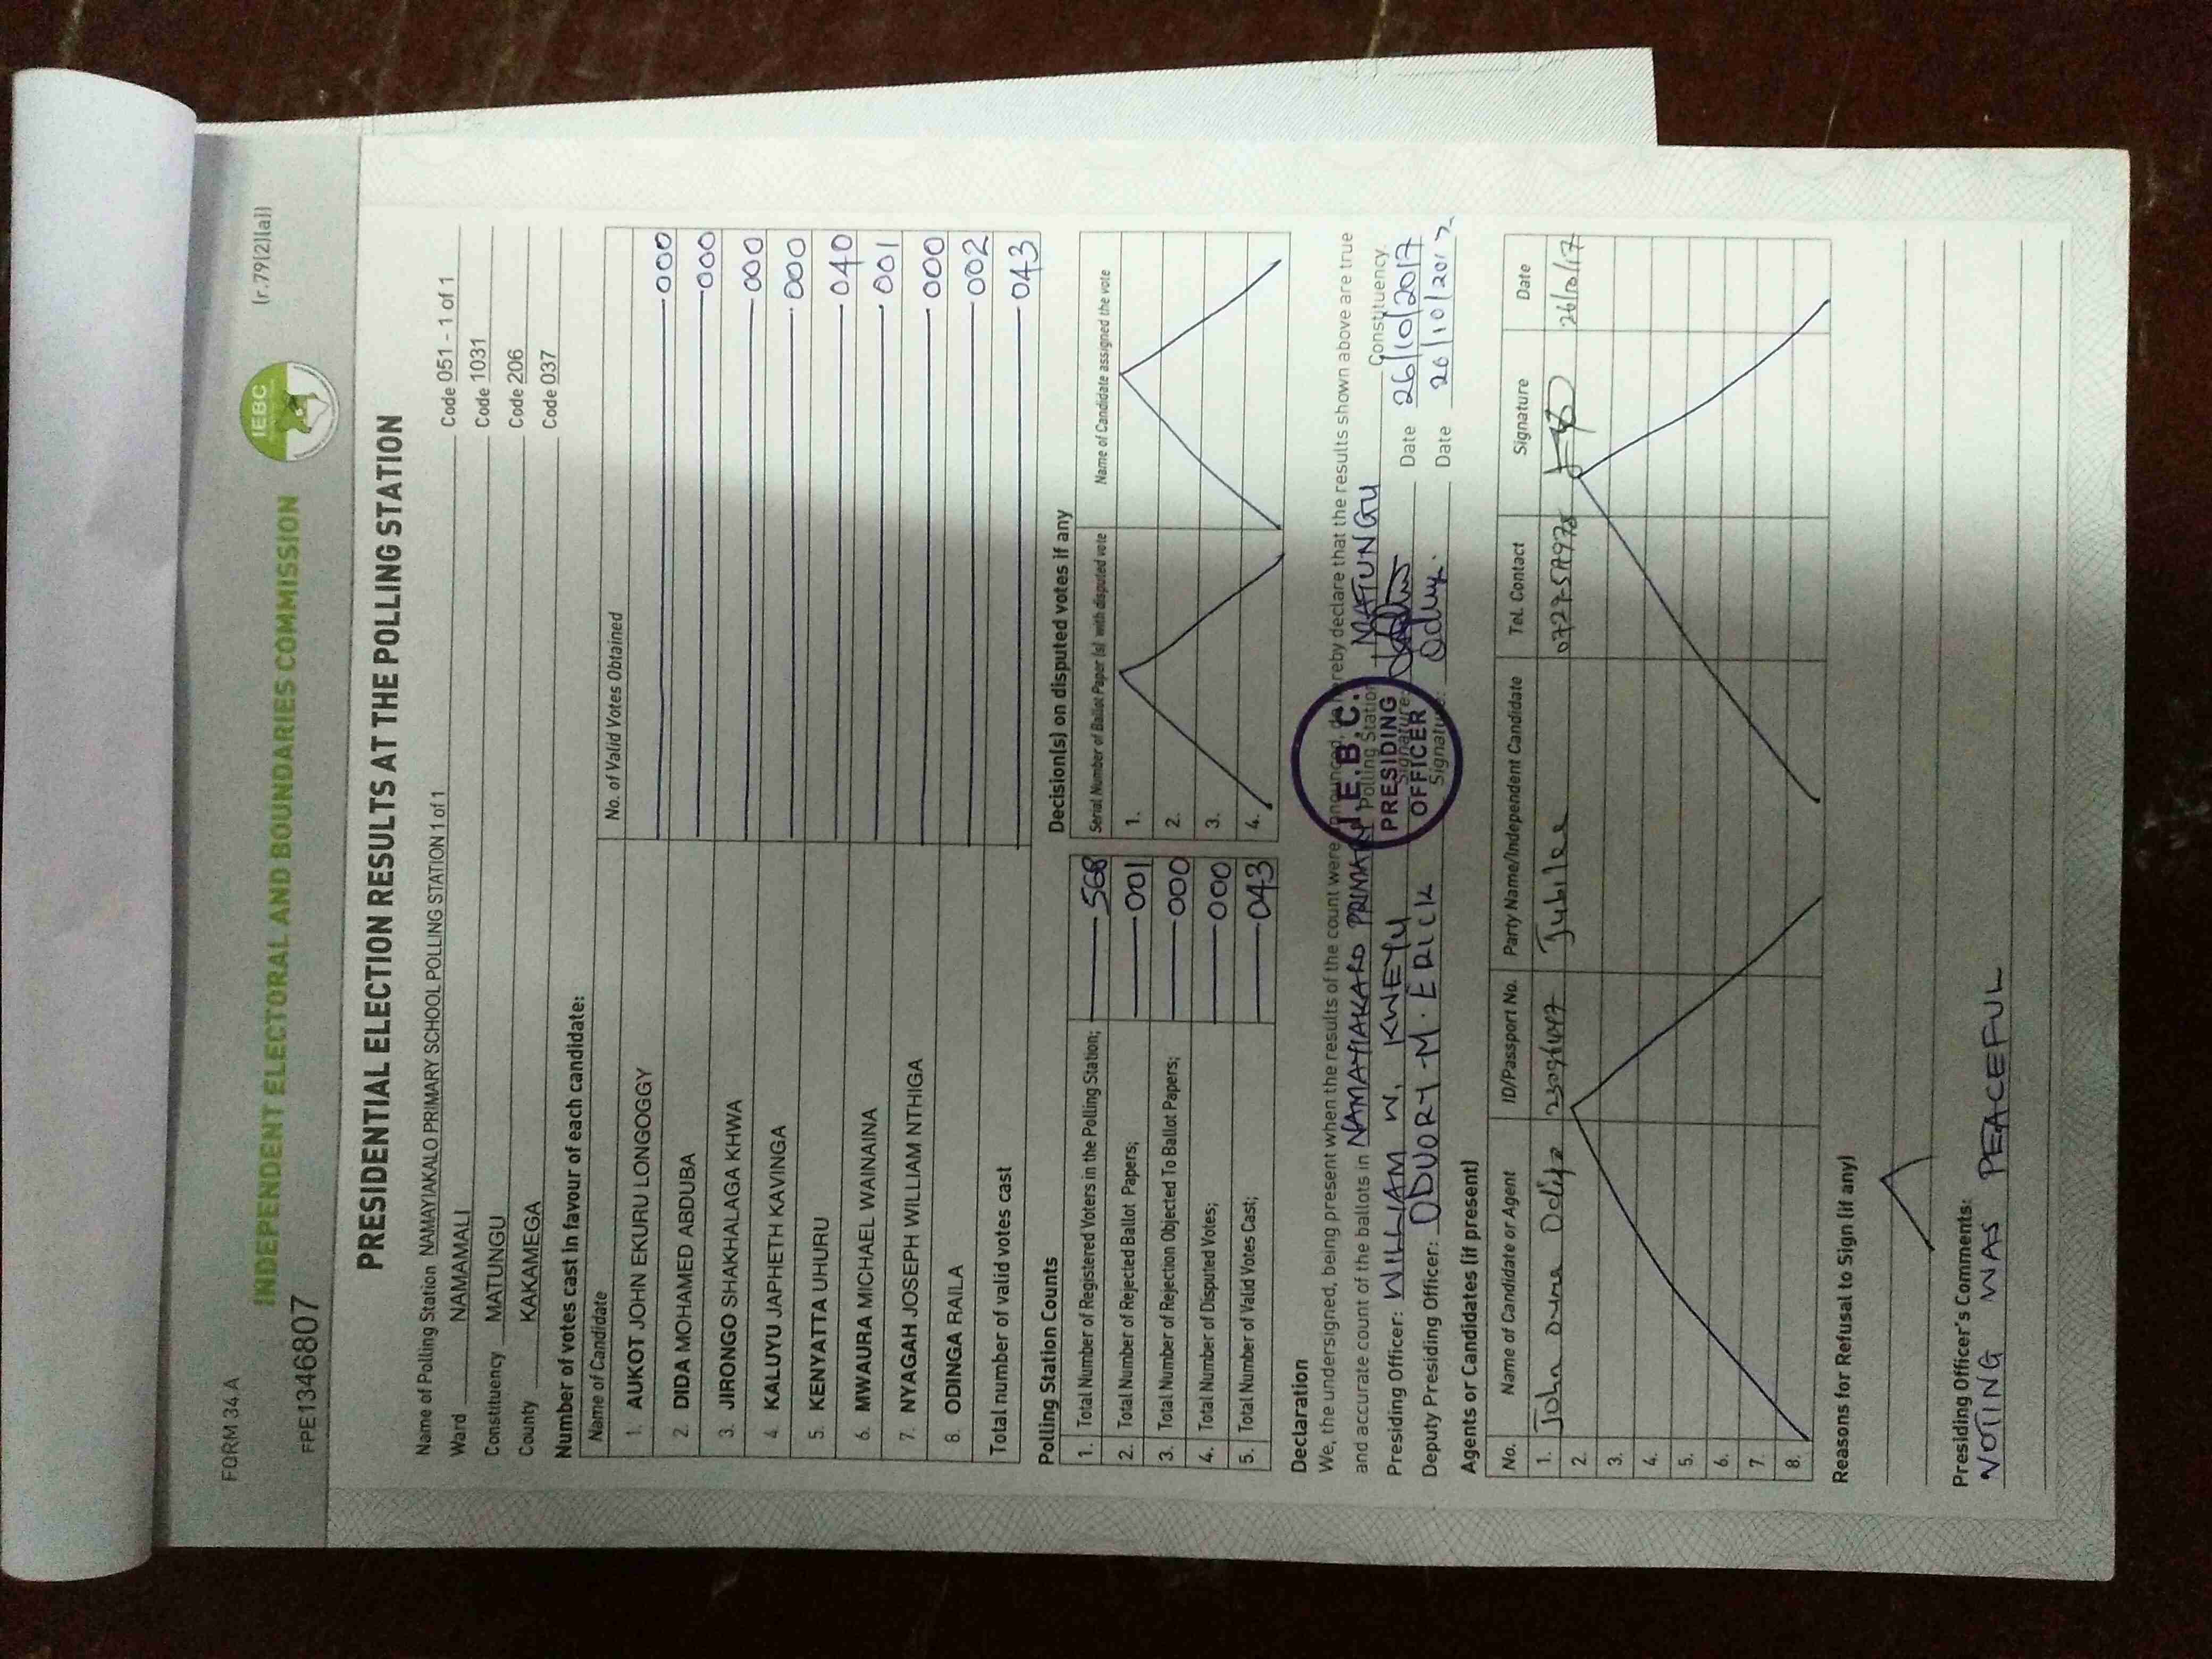 FORM 34 A
INDEPENDENT ELECTORAL AND BOUNDARIES COMMISSION
IEBC
(r.79(2)(a))
FPE1346807
PRESIDENTIAL ELECTION RESULTS AT THE POLLING STATION
Name of Polling Station NAMAYIAKALO PRIMARY SCHOOL POLLING STATION 1 of 1 Code 051 - 1 of 1
Ward NAMAMALI Code 1031
Constituency MATUNGU Code 206
County KAKAMEGA Code 037
Number of votes cast in favour of each candidate:
Name of Candidate No. of Valid Votes Obtained
1. AUKOT JOHN EKURU LONGOGGY 000
2. DIDA MOHAMED ABDUBA 000
3. JIRONGO SHAKHALAGA KHWA 000
4. KALUYU JAPHETH KAVINGA 000
5. KENYATTA UHURU 040
6. MWAURA MICHAEL WAINAINA 001
7. NYAGAH JOSEPH WILLIAM NTHIGA 000
8. ODINGA RAILA 002
Total number of valid votes cast 043
Polling Station Counts
1. Total Number of Registered Voters in the Polling Station; 568
2. Total Number of Rejected Ballot Papers; 001
3. Total Number of Rejection Objected To Ballot Papers; 000
4. Total Number of Disputed Votes; 000
5. Total Number of Valid Votes Cast; 043
Decision(s) on disputed votes if any
Serial Number of Ballot Paper (s) with disputed vote Name of Candidate assigned the vote
1.
2.
3.
4.
Declaration
We, the undersigned, being present when the results of the count were announced, do hereby declare that the results shown above are true
and accurate count of the ballots in NAMAYIAKARO PRIMARY Polling Station MATUNGU Constituency
Presiding Officer: WILLIAM W. KWEYU Signature: Date 26/10/2017
Deputy Presiding Officer: ODUORY M. ERICK Signature: Date 26/10/2017
I.E.B.C.
PRESIDING
OFFICER
Agents or Candidates (if present)
No. Name of Candidate or Agent ID/Passport No. Party Name/Independent Candidate Tel. Contact Signature Date
1. John Ouma Jubilee 26/10/17
2.
3.
4.
5.
6.
7.
8.
Reasons for Refusal to Sign (if any)
Presiding Officer's Comments:
VOTING WAS PEACEFUL